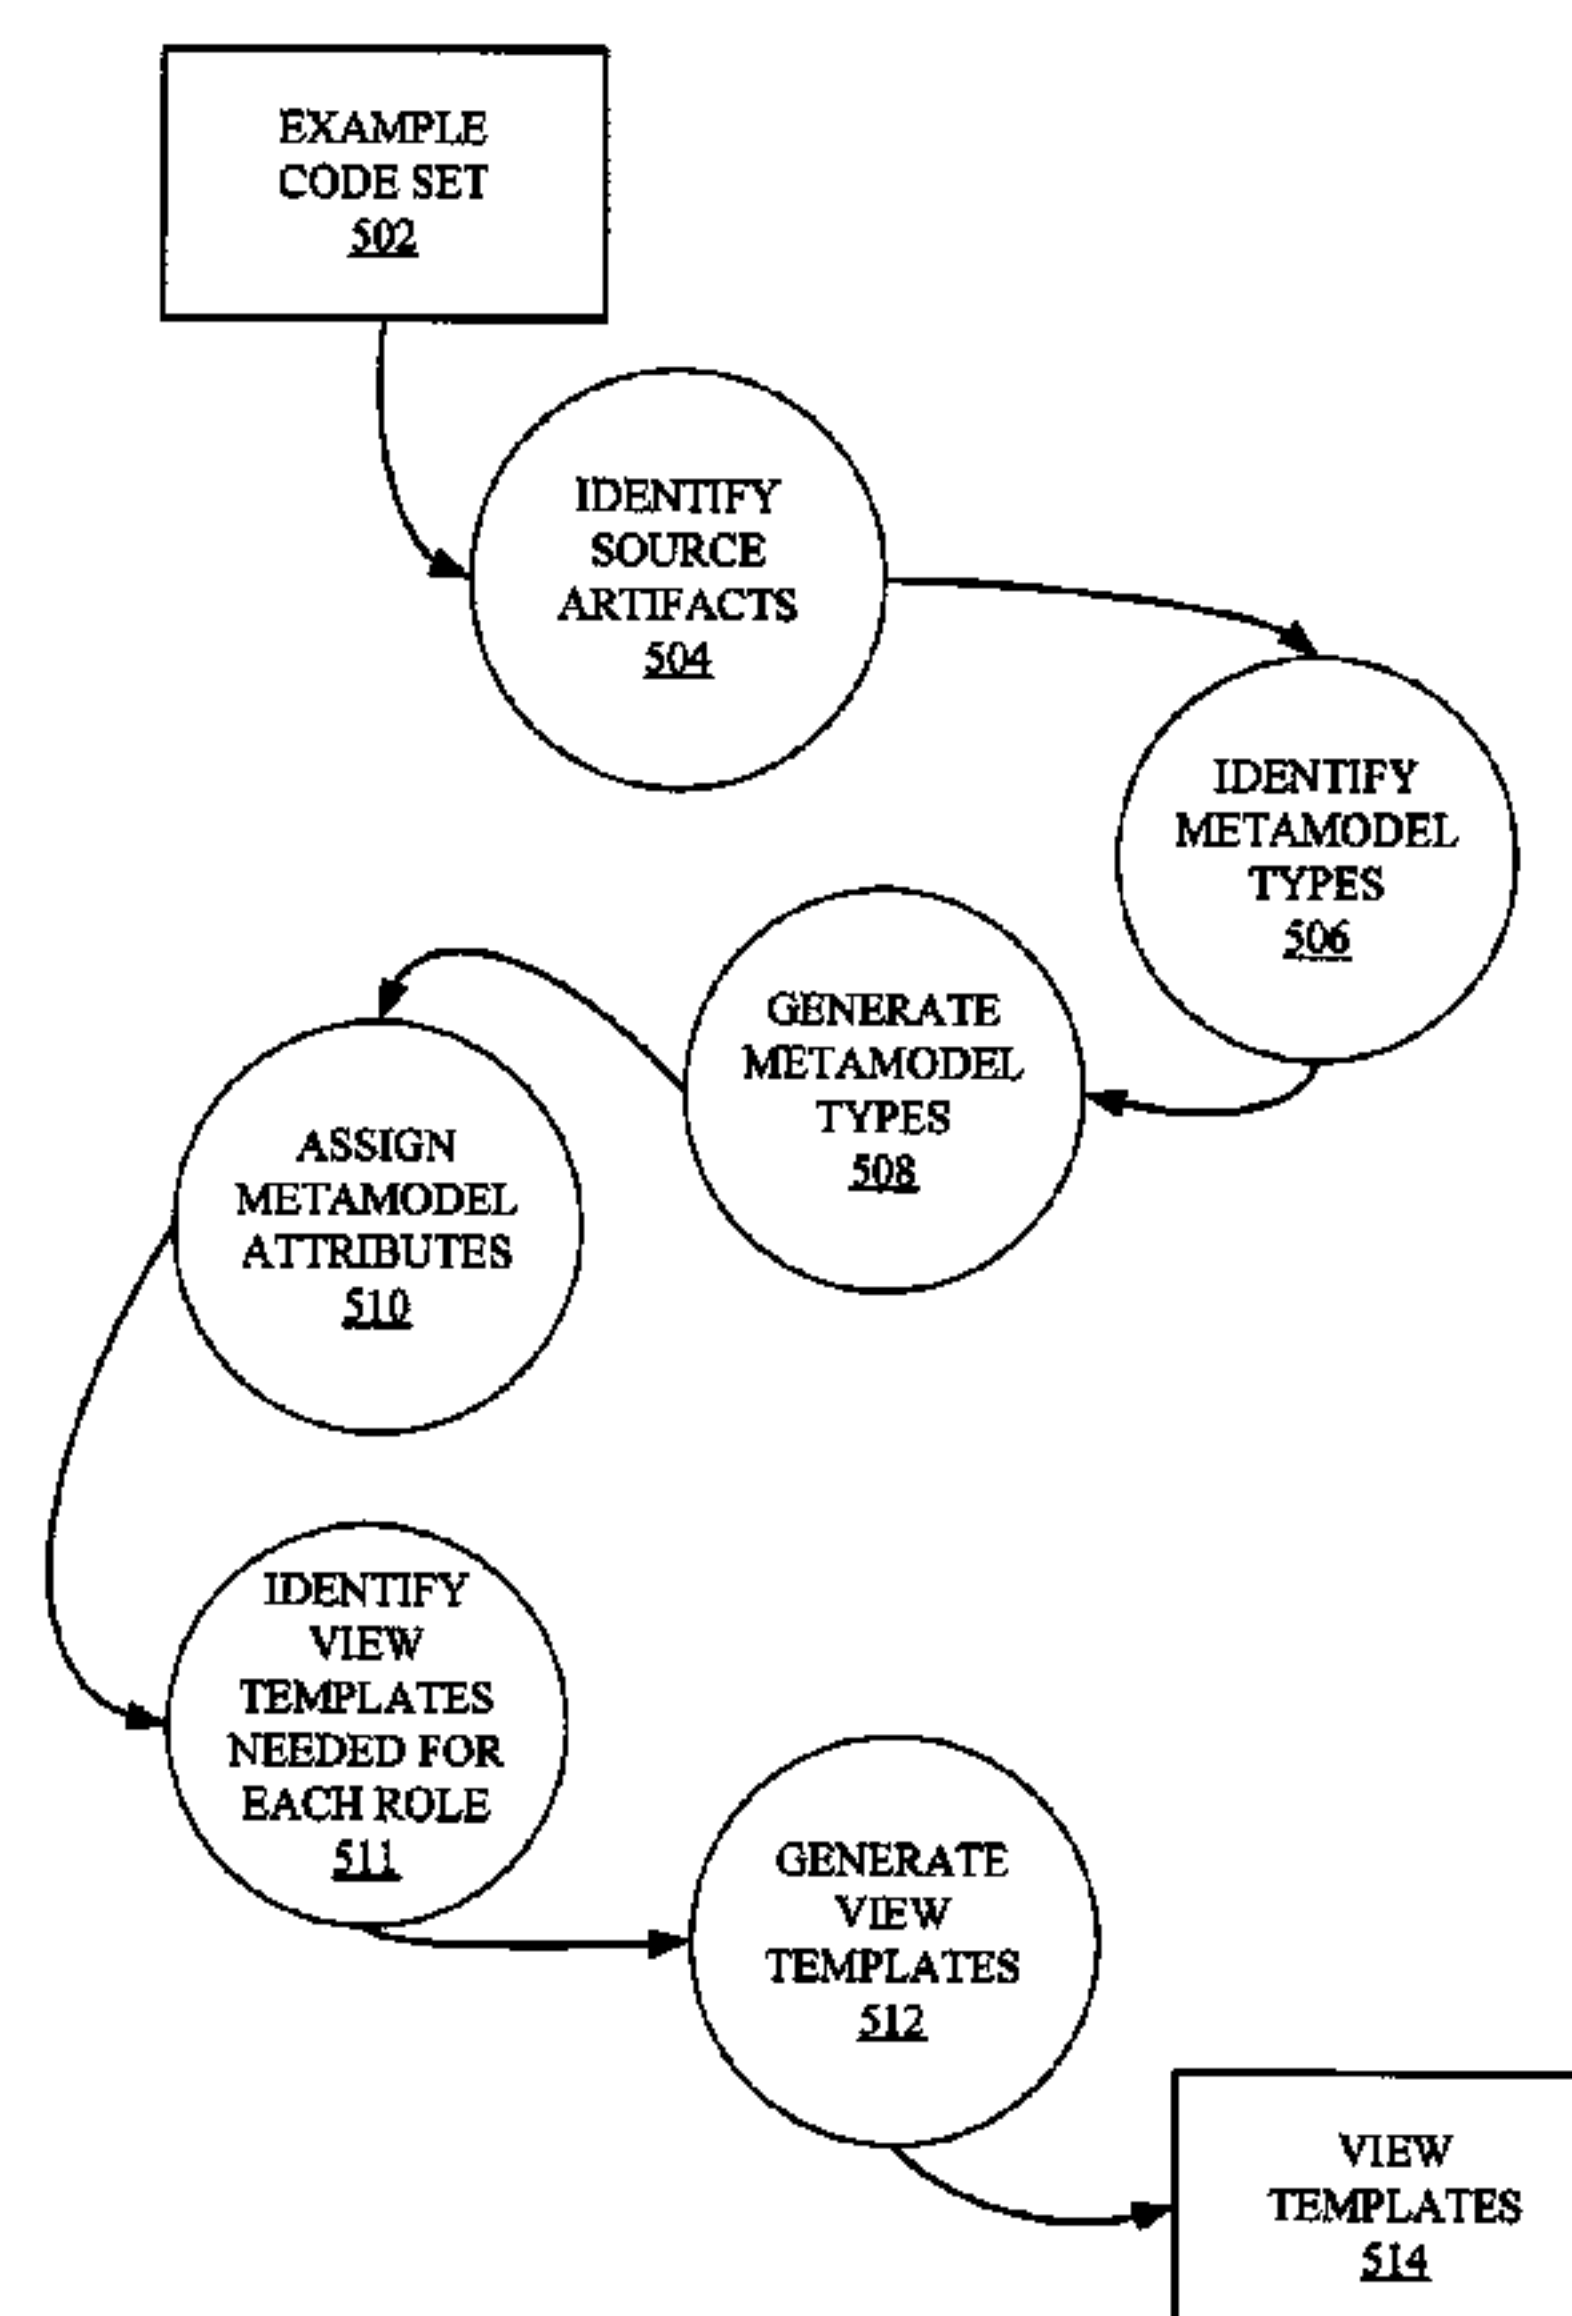 EXAMPLE
CODE SET
502
IDENTIFY
SOURCE
ARTIFACTS
504
IDENTIFY
METAMODEL
TYPES
506
GENERATE
METAMODEL
TYPES
508
ASSIGN
METAMODEL
ATTRIBUTES
510
IDENTIFY
VIEW
TEMPLATES
NEEDED FOR
EACH ROLE
511
GENERATE
VIEW
TEMPLATES
512
VIEW
TEMPLATES
514